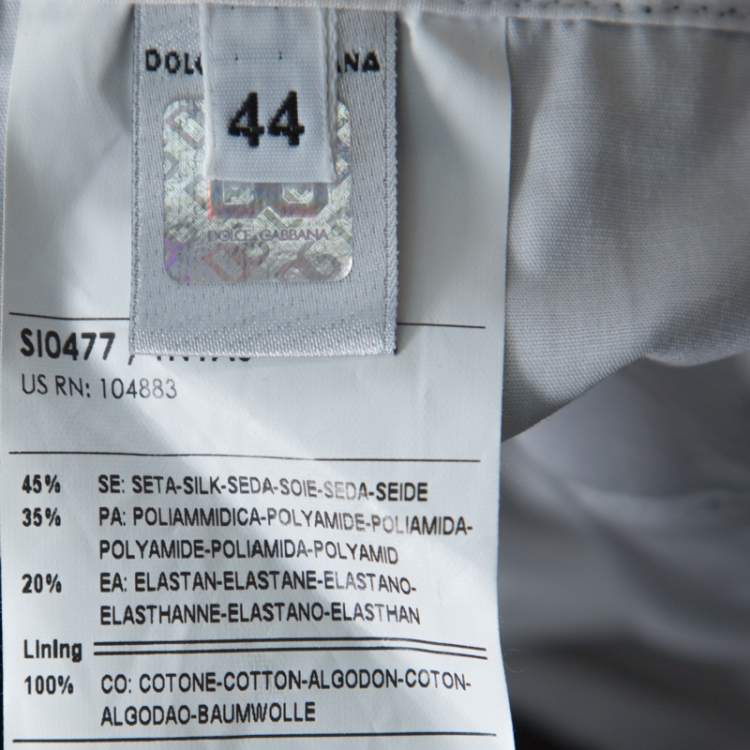 44
DOLCE GABBANA
SI0477 /
US RN: 104883
45% SE: SETA-SILK-SEDA-SOIE-SEDA-SEIDE
35% PA: POLIAMMIDICA-POLYAMIDE-POLIAMIDA-
POLYAMIDE-POLIAMIDA-POLYAMID
20% EA: ELASTAN-ELASTANE-ELASTANO-
ELASTHANNE-ELASTANO-ELASTHAN
Lining
100% CO: COTONE-COTTON-ALGODON-COTON-
ALGODAO-BAUMWOLLE